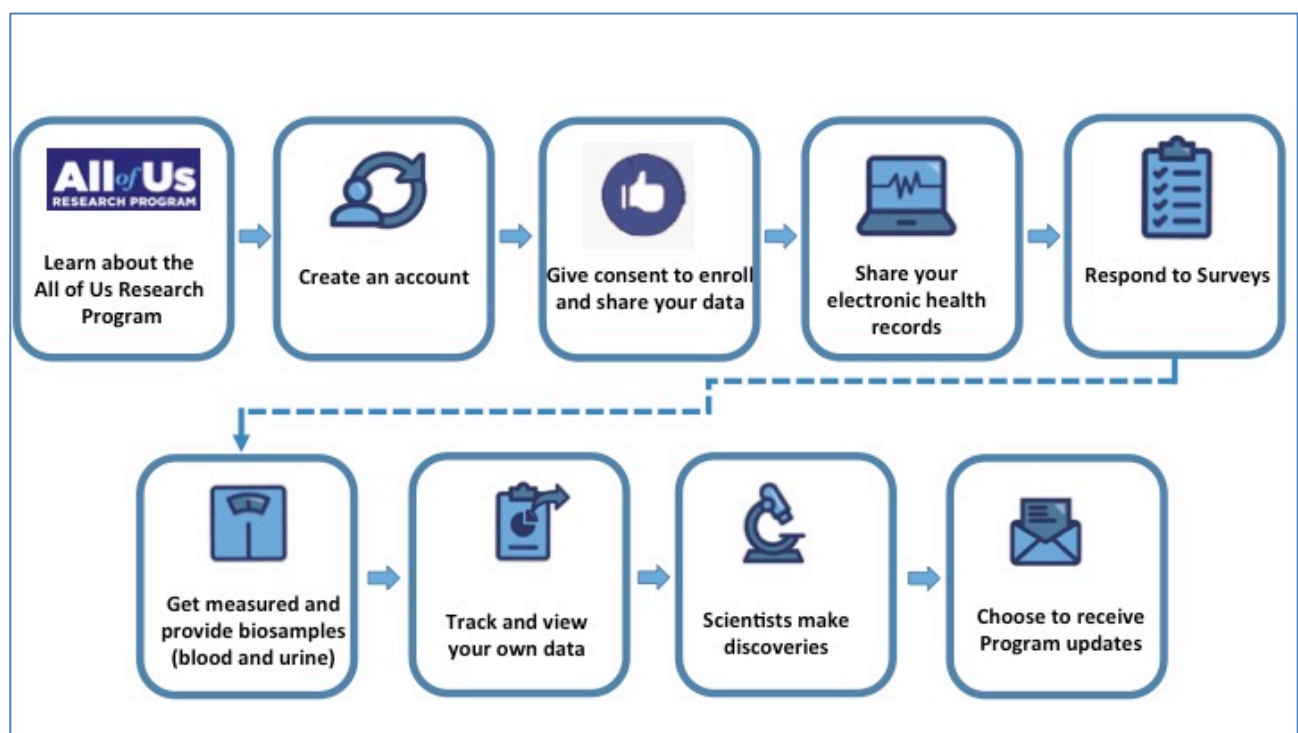 All of Us
RESEARCH PROGRAM
Learn about the
All of Us Research
Program
Create an account
Give consent to enroll
and share your data
Share your
electronic health
records
Respond to Surveys
Get measured and
provide biosamples
(blood and urine)
Track and view
your own data
Scientists make
discoveries
Choose to receive
Program updates